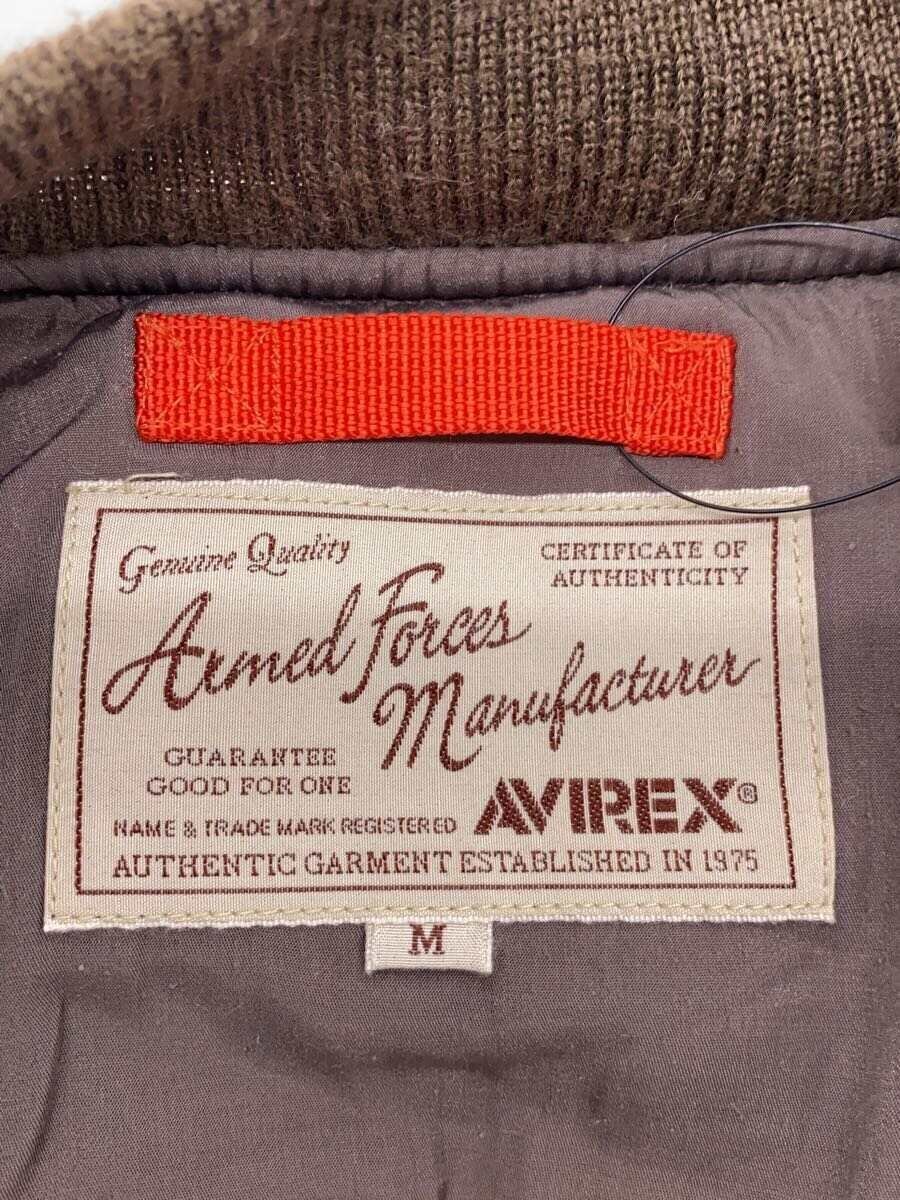 Genuine Quality
CERTIFICATE OF
AUTHENTICITY
Armed Forces
Manufacturer
GUARANTEE
GOOD FOR ONE
NAME & TRADE MARK REGISTERED
AVIREX®
AUTHENTIC GARMENT ESTABLISHED IN 1975
M